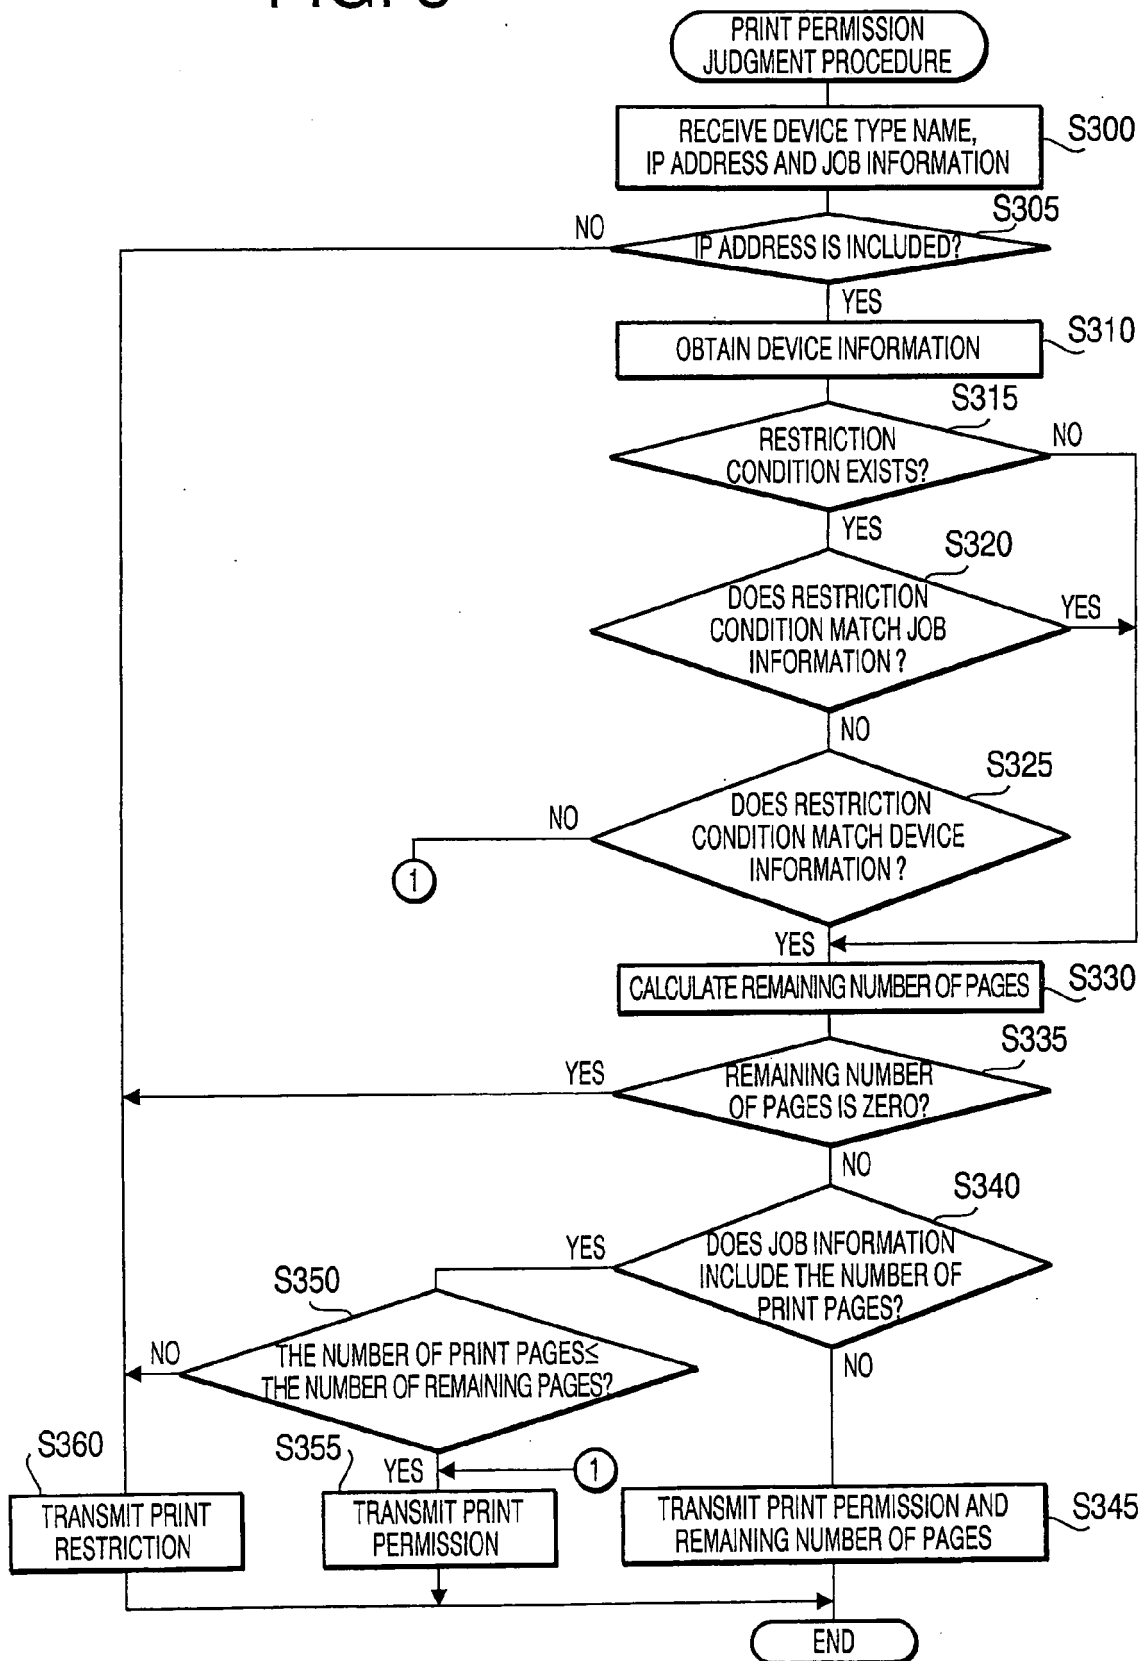 PRINT PERMISSION
JUDGMENT PROCEDURE
RECEIVE DEVICE TYPE NAME,
IP ADDRESS AND JOB INFORMATION
S300
S305
NO
IP ADDRESS IS INCLUDED?
YES
OBTAIN DEVICE INFORMATION
S310
S315
RESTRICTION
CONDITION EXISTS?
NO
YES
S320
DOES RESTRICTION
CONDITION MATCH JOB
INFORMATION ?
YES
NO
S325
DOES RESTRICTION
CONDITION MATCH DEVICE
INFORMATION ?
NO
1
YES
CALCULATE REMAINING NUMBER OF PAGES
S330
S335
YES
REMAINING NUMBER
OF PAGES IS ZERO?
NO
S340
YES
DOES JOB INFORMATION
INCLUDE THE NUMBER OF
PRINT PAGES?
S350
NO
THE NUMBER OF PRINT PAGES≤
THE NUMBER OF REMAINING PAGES?
NO
S360
S355
YES
1
TRANSMIT PRINT
RESTRICTION
TRANSMIT PRINT
PERMISSION
TRANSMIT PRINT PERMISSION AND
REMAINING NUMBER OF PAGES
S345
END